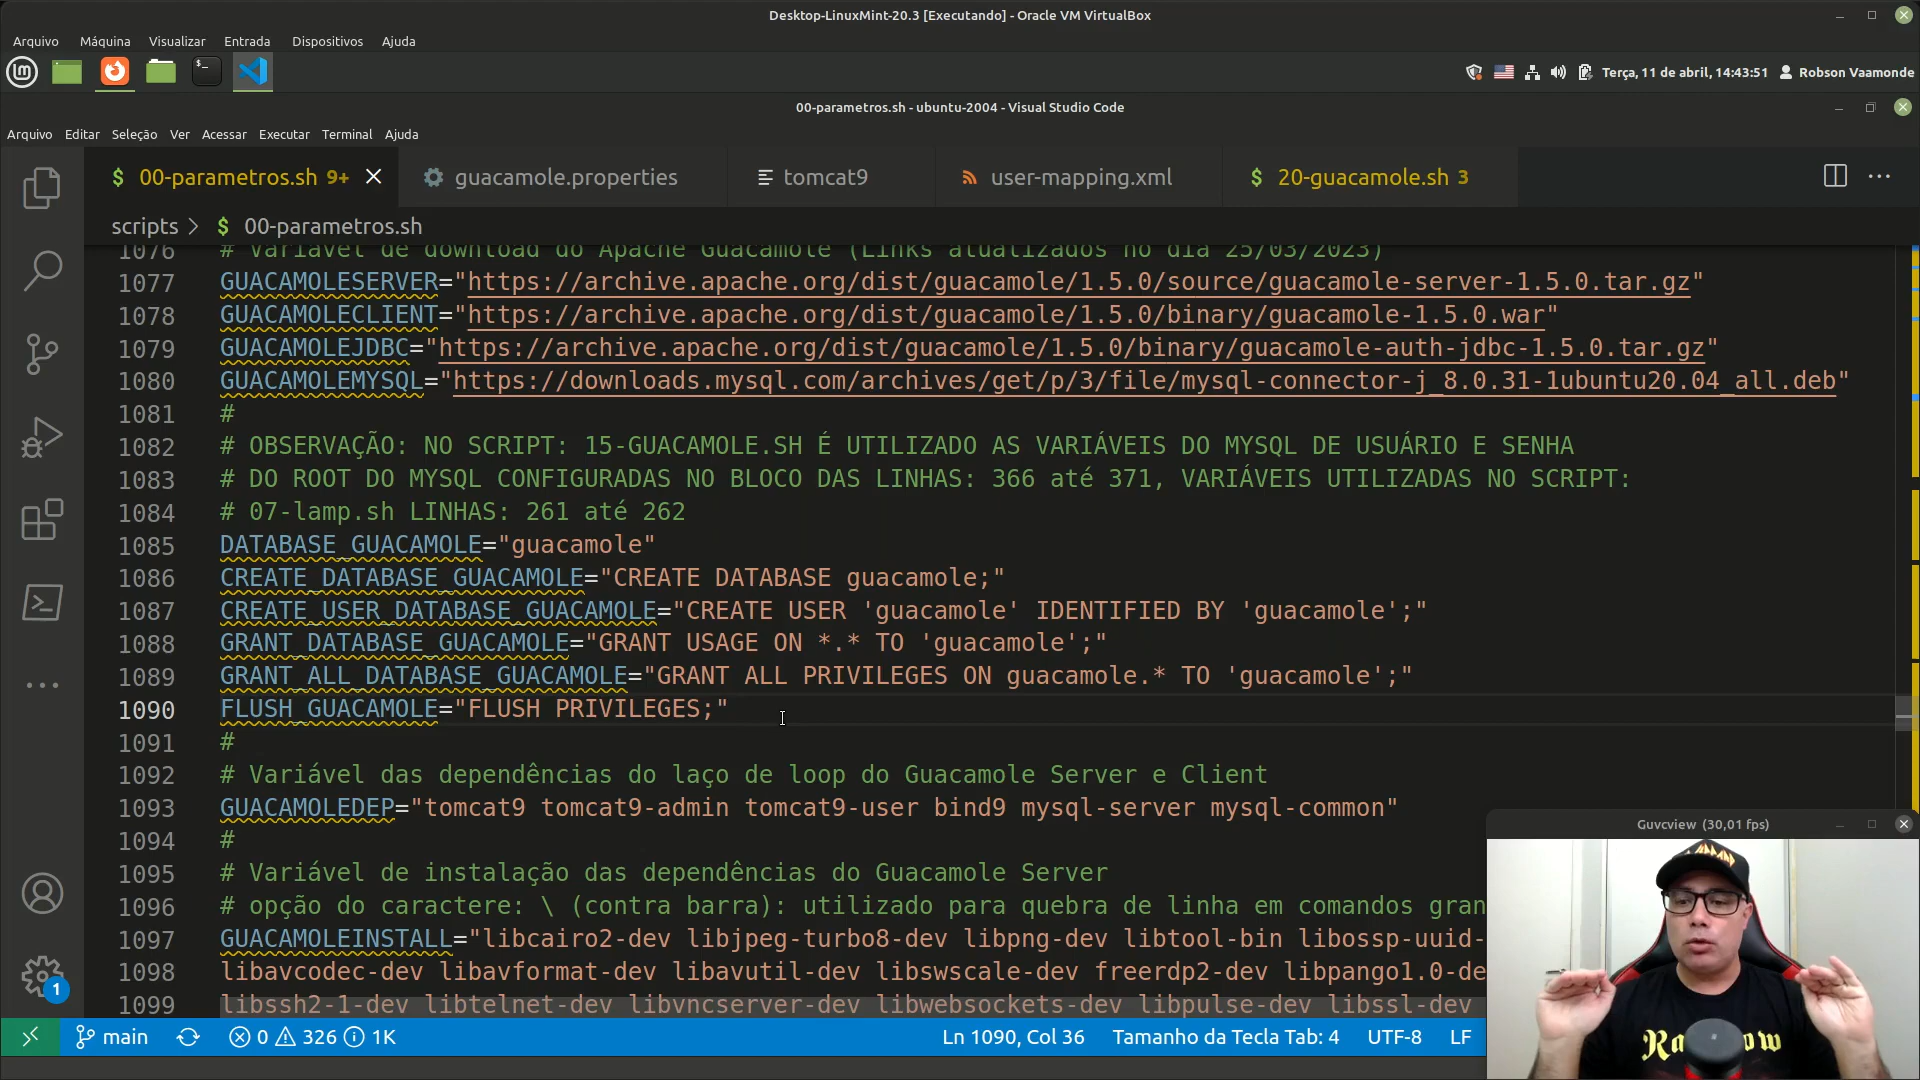 Desktop-LinuxMint-20.3 [Executando] - Oracle VM VirtualBox
Arquivo Máquina Visualizar Entrada Dispositivos Ajuda
Terça, 11 de abril, 14:43:51 Robson Vaamonde
00-parametros.sh - ubuntu-2004 - Visual Studio Code
Arquivo Editar Seleção Ver Acessar Executar Terminal Ajuda
$ 00-parametros.sh 9+ guacamole.properties tomcat9 user-mapping.xml $ 20-guacamole.sh 3
scripts > $ 00-parametros.sh
1076 # Variável de download do Apache Guacamole (Links atualizados no dia 25/03/2023)
1077 GUACAMOLESERVER="https://archive.apache.org/dist/guacamole/1.5.0/source/guacamole-server-1.5.0.tar.gz"
1078 GUACAMOLECLIENT="https://archive.apache.org/dist/guacamole/1.5.0/binary/guacamole-1.5.0.war"
1079 GUACAMOLEJDBC="https://archive.apache.org/dist/guacamole/1.5.0/binary/guacamole-auth-jdbc-1.5.0.tar.gz"
1080 GUACAMOLEMYSQL="https://downloads.mysql.com/archives/get/p/3/file/mysql-connector-j_8.0.31-1ubuntu20.04_all.deb"
1081 #
1082 # OBSERVAÇÃO: NO SCRIPT: 15-GUACAMOLE.SH É UTILIZADO AS VARIÁVEIS DO MYSQL DE USUÁRIO E SENHA
1083 # DO ROOT DO MYSQL CONFIGURADAS NO BLOCO DAS LINHAS: 366 até 371, VARIÁVEIS UTILIZADAS NO SCRIPT:
1084 # 07-lamp.sh LINHAS: 261 até 262
1085 DATABASE_GUACAMOLE="guacamole"
1086 CREATE_DATABASE_GUACAMOLE="CREATE DATABASE guacamole;"
1087 CREATE_USER_DATABASE_GUACAMOLE="CREATE USER 'guacamole' IDENTIFIED BY 'guacamole';"
1088 GRANT_DATABASE_GUACAMOLE="GRANT USAGE ON *.* TO 'guacamole';"
1089 GRANT_ALL_DATABASE_GUACAMOLE="GRANT ALL PRIVILEGES ON guacamole.* TO 'guacamole';"
1090 FLUSH_GUACAMOLE="FLUSH PRIVILEGES;"
1091 #
1092 # Variável das dependências do laço de loop do Guacamole Server e Client
1093 GUACAMOLEDEP="tomcat9 tomcat9-admin tomcat9-user bind9 mysql-server mysql-common"
1094 #
1095 # Variável de instalação das dependências do Guacamole Server
1096 # opção do caractere: \ (contra barra): utilizado para quebra de linha em comandos gran
1097 GUACAMOLEINSTALL="libcairo2-dev libjpeg-turbo8-dev libpng-dev libtool-bin libossp-uuid-
1098 libavcodec-dev libavformat-dev libavutil-dev libswscale-dev freerdp2-dev libpango1.0-de
1099 libssh2-1-dev libtelnet-dev libvncserver-dev libwebsockets-dev libpulse-dev libssl-dev
Guvcview (30,01 fps)
1
main 0 326 1K Ln 1090, Col 36 Tamanho da Tecla Tab: 4 UTF-8 LF